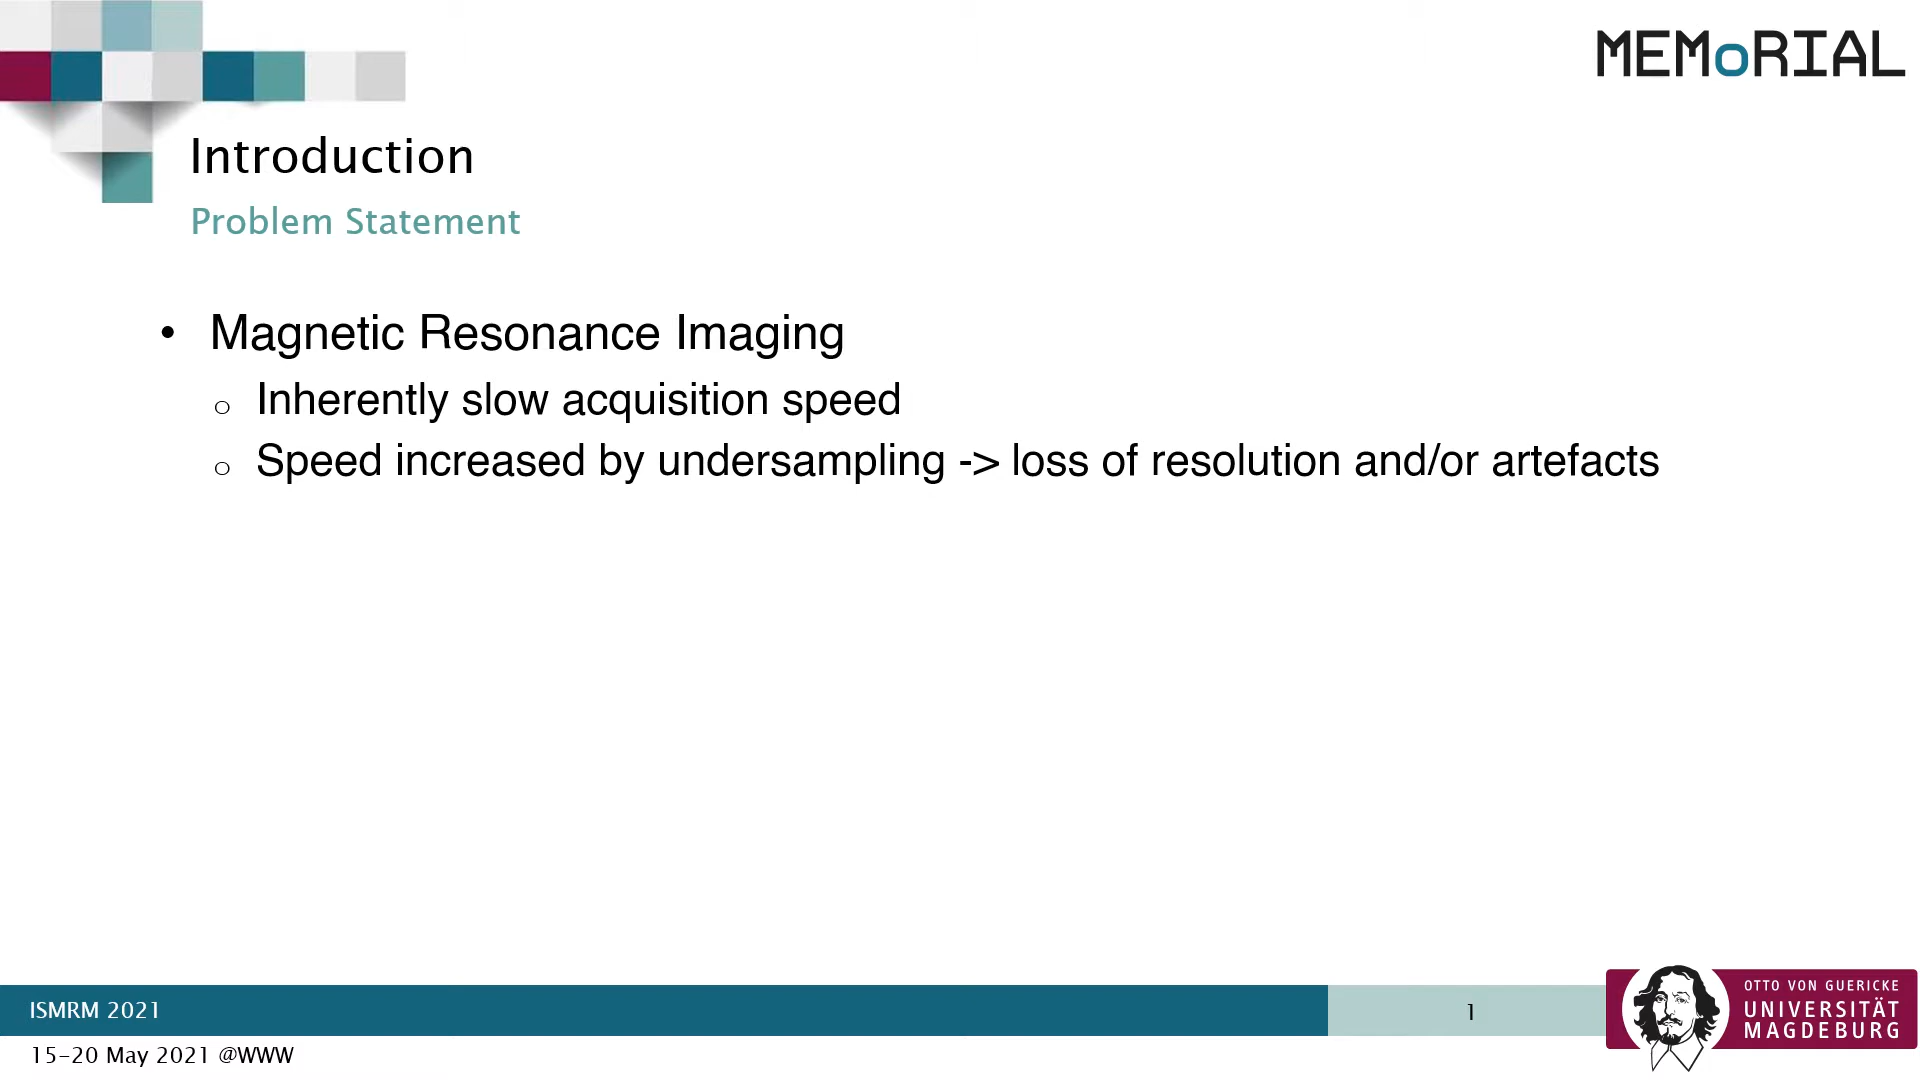 MEMoRIAL
Introduction
Problem Statement
• Magnetic Resonance Imaging
o Inherently slow acquisition speed
o Speed increased by undersampling -> loss of resolution and/or artefacts
ISMRM 2021
1
OTTO VON GUERICKE
UNIVERSITÄT
MAGDEBURG
15-20 May 2021 @WWW